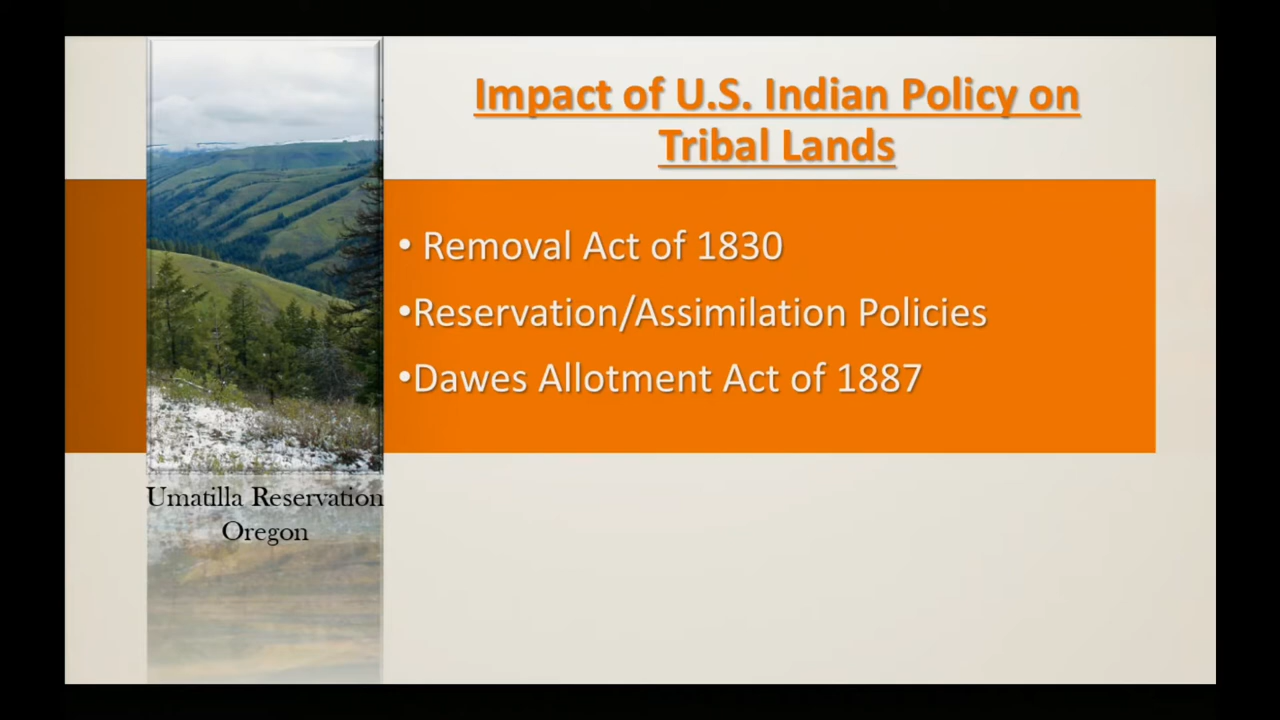 Impact of U.S. Indian Policy on
Tribal Lands
• Removal Act of 1830
•Reservation/Assimilation Policies
•Dawes Allotment Act of 1887
Umatilla Reservation
Oregon